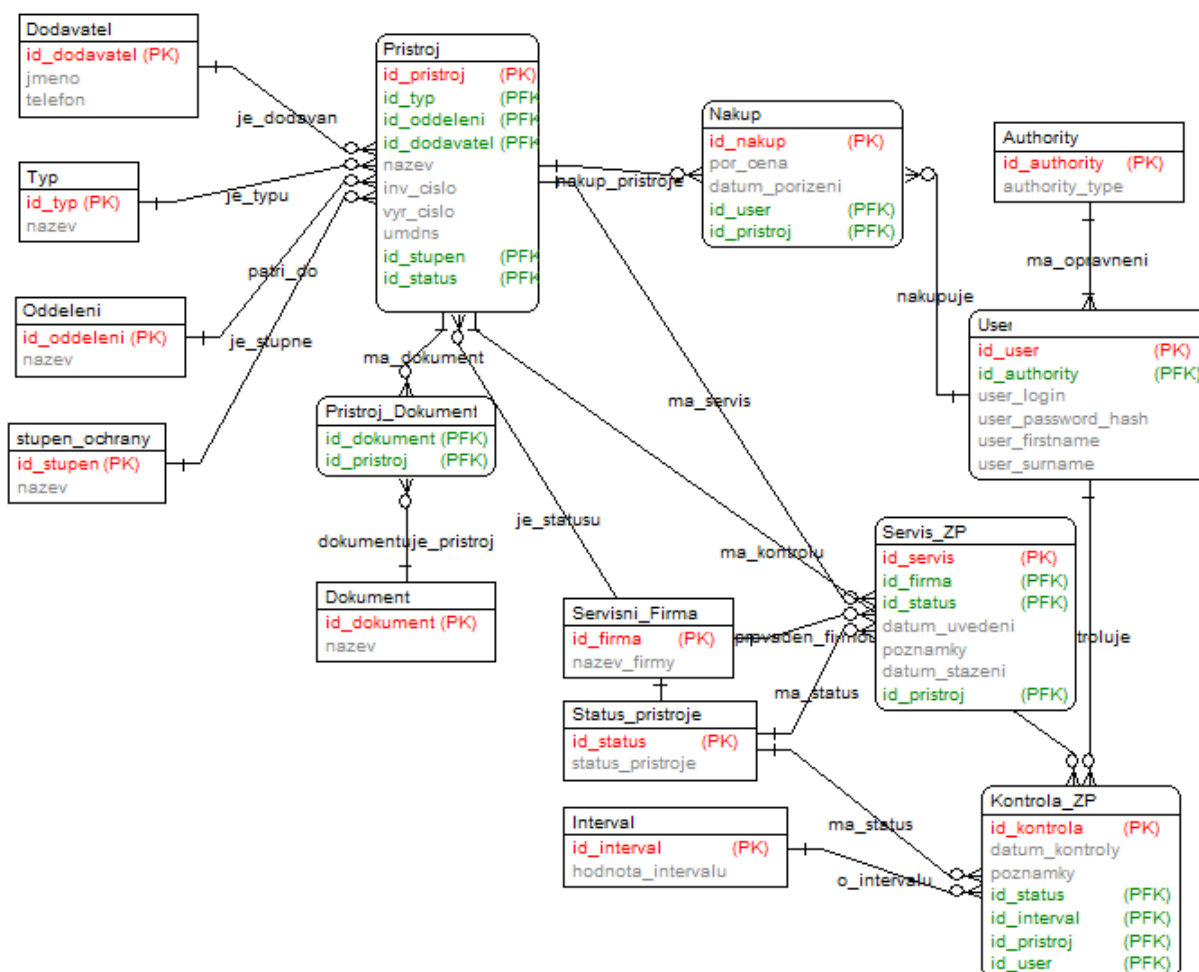 Dodavatel
id_dodavatel (PK)
jmeno
telefon
je_dodavan
Typ
id_typ (PK)
nazev
je_typu
Oddeleni
id_oddeleni (PK)
nazev
patri_do
stupen_ochrany
id_stupen (PK)
nazev
je_stupne
Pristroj
id_pristroj (PK)
id_typ (PFK
id_oddeleni (PFK
id_dodavatel (PFK
nazev
inv_cislo
vyr_cislo
umdns
id_stupen (PFK
id_status (PFK
nakup_pristroje
Nakup
id_nakup (PK)
por_cena
datum_porizeni
id_user (PFK)
id_pristroj (PFK)
nakupuje
Authority
id_authority (PK)
authority_type
ma_opravneni
User
id_user (PK)
id_authority (PFK)
user_login
user_password_hash
user_firstname
user_surname
ma_dokument
Pristroj_Dokument
id_dokument (PFK)
id_pristroj (PFK)
dokumentuje_pristroj
Dokument
id_dokument (PK)
nazev
ma_servis
je_statusu
ma_kontrolu
Servis_ZP
id_servis (PK)
id_firma (PFK)
id_status (PFK)
datum_uvedeni
poznamky
datum_stazeni
id_pristroj (PFK)
Servisni_Firma
id_firma (PK)
nazev_firmy
provaden_firmou
troluje
ma_status
Status_pristroje
id_status (PK)
status_pristroje
ma_status
Interval
id_interval (PK)
hodnota_intervalu
o_intervalu
Kontrola_ZP
id_kontrola (PK)
datum_kontroly
poznamky
id_status (PFK)
id_interval (PFK)
id_pristroj (PFK)
id_user (PFK)